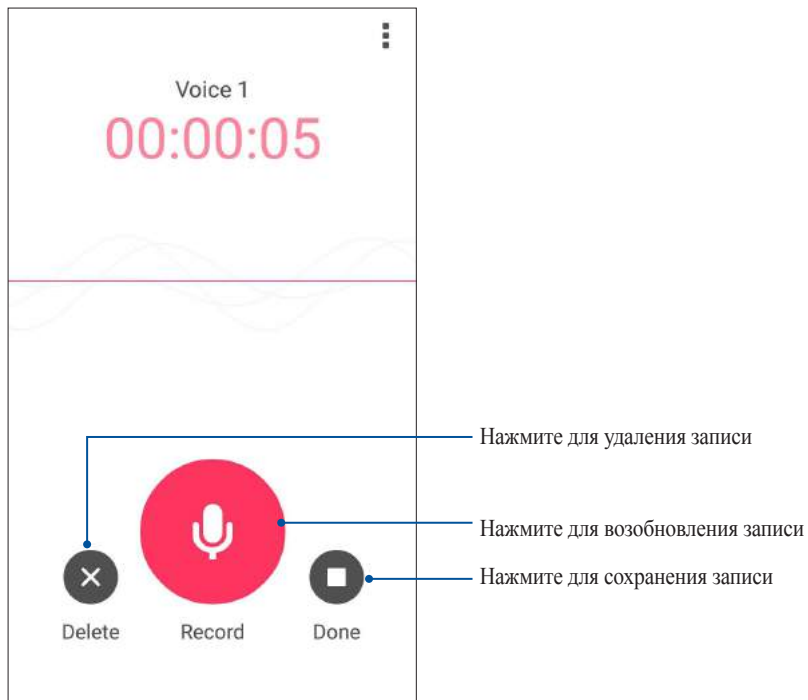 Voice 1
00:00:05
Нажмите для удаления записи
Нажмите для возобновления записи
Нажмите для сохранения записи
Delete
Record
Done